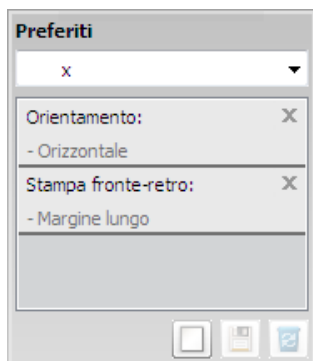 Preferiti
x
Orientamento:
- Orizzontale
Stampa fronte-retro:
- Margine lungo